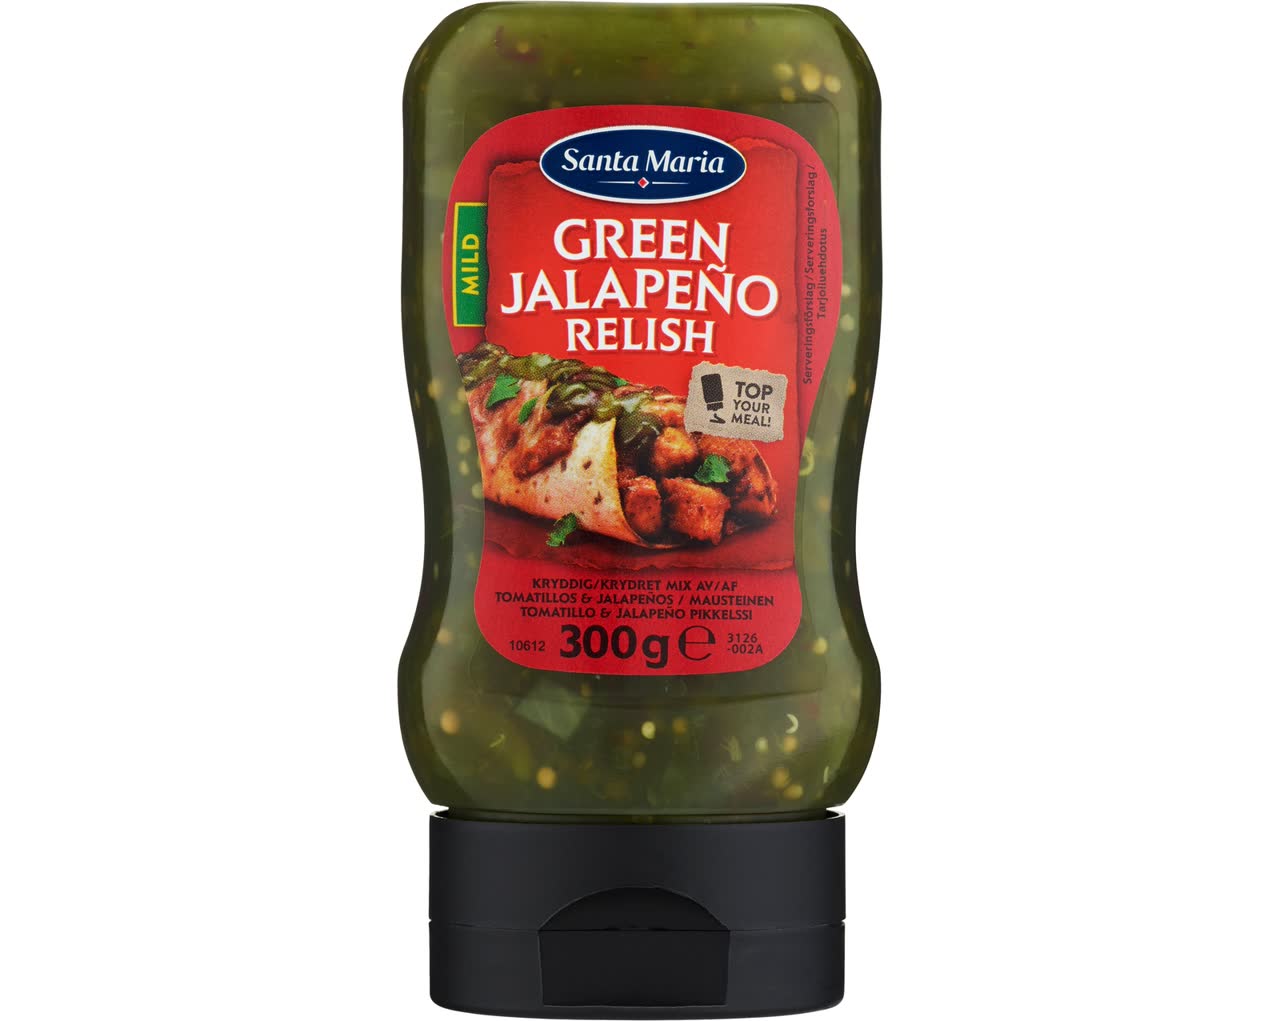 Santa Maria
MILD
GREEN
JALAPEÑO
RELISH
TOP
YOUR
MEAL!
Serveringsförslag / Serveringsforslag /
Tarjoiluehdotus
KRYDDIG/KRYDRET MIX AV/AF
TOMATILLOS & JALAPEÑOS / MAUSTEINEN
TOMATILLO & JALAPEÑO PIKKELSSI
10612 300g ℮ 3126
-002A